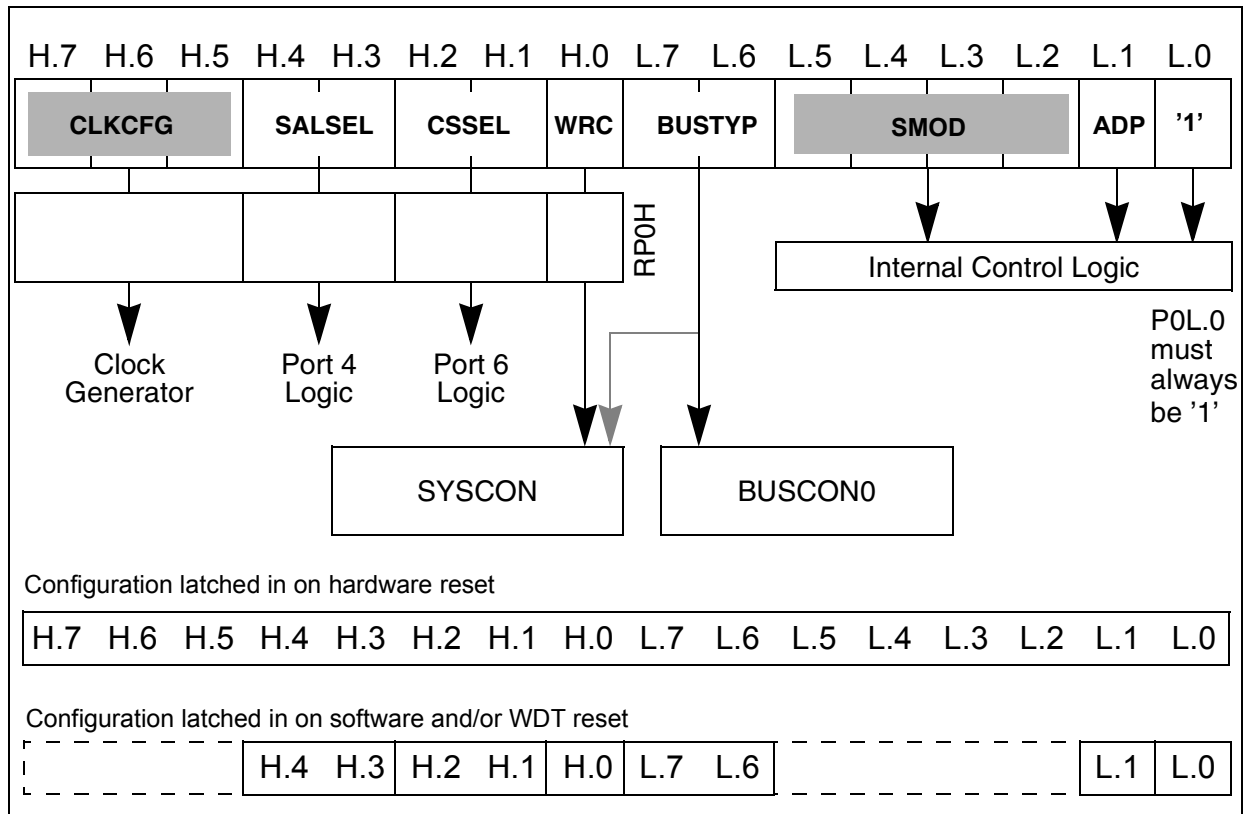 H.7 H.6 H.5 H.4 H.3 H.2 H.1 H.0 L.7 L.6 L.5 L.4 L.3 L.2 L.1 L.0
CLKCFG SALSEL CSSEL WRC BUSTYP SMOD ADP '1'
RP0H
Internal Control Logic
Clock
Generator
Port 4
Logic
Port 6
Logic
P0L.0
must
always
be '1'
SYSCON
BUSCON0
Configuration latched in on hardware reset
H.7 H.6 H.5 H.4 H.3 H.2 H.1 H.0 L.7 L.6 L.5 L.4 L.3 L.2 L.1 L.0
Configuration latched in on software and/or WDT reset
H.4 H.3 H.2 H.1 H.0 L.7 L.6 L.1 L.0